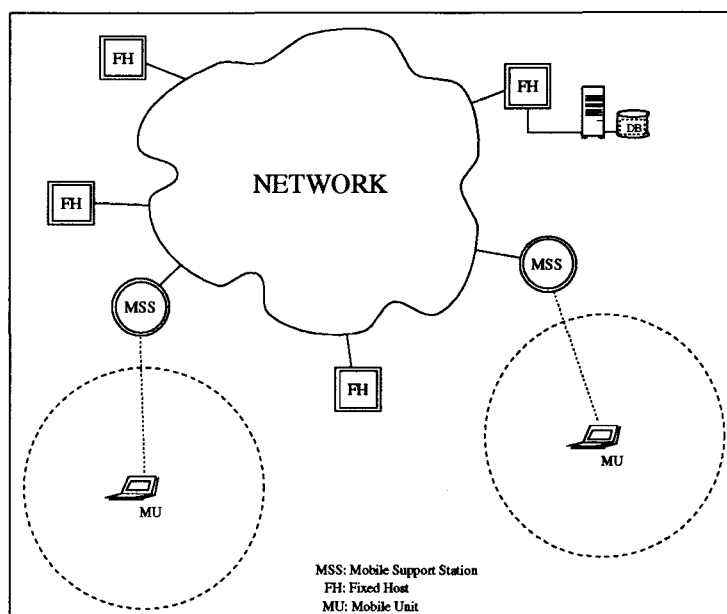 FH
FH
DB
NETWORK
FH
MSS
MSS
FH
MU
MU
MSS: Mobile Support Station
FH: Fixed Host
MU: Mobile Unit